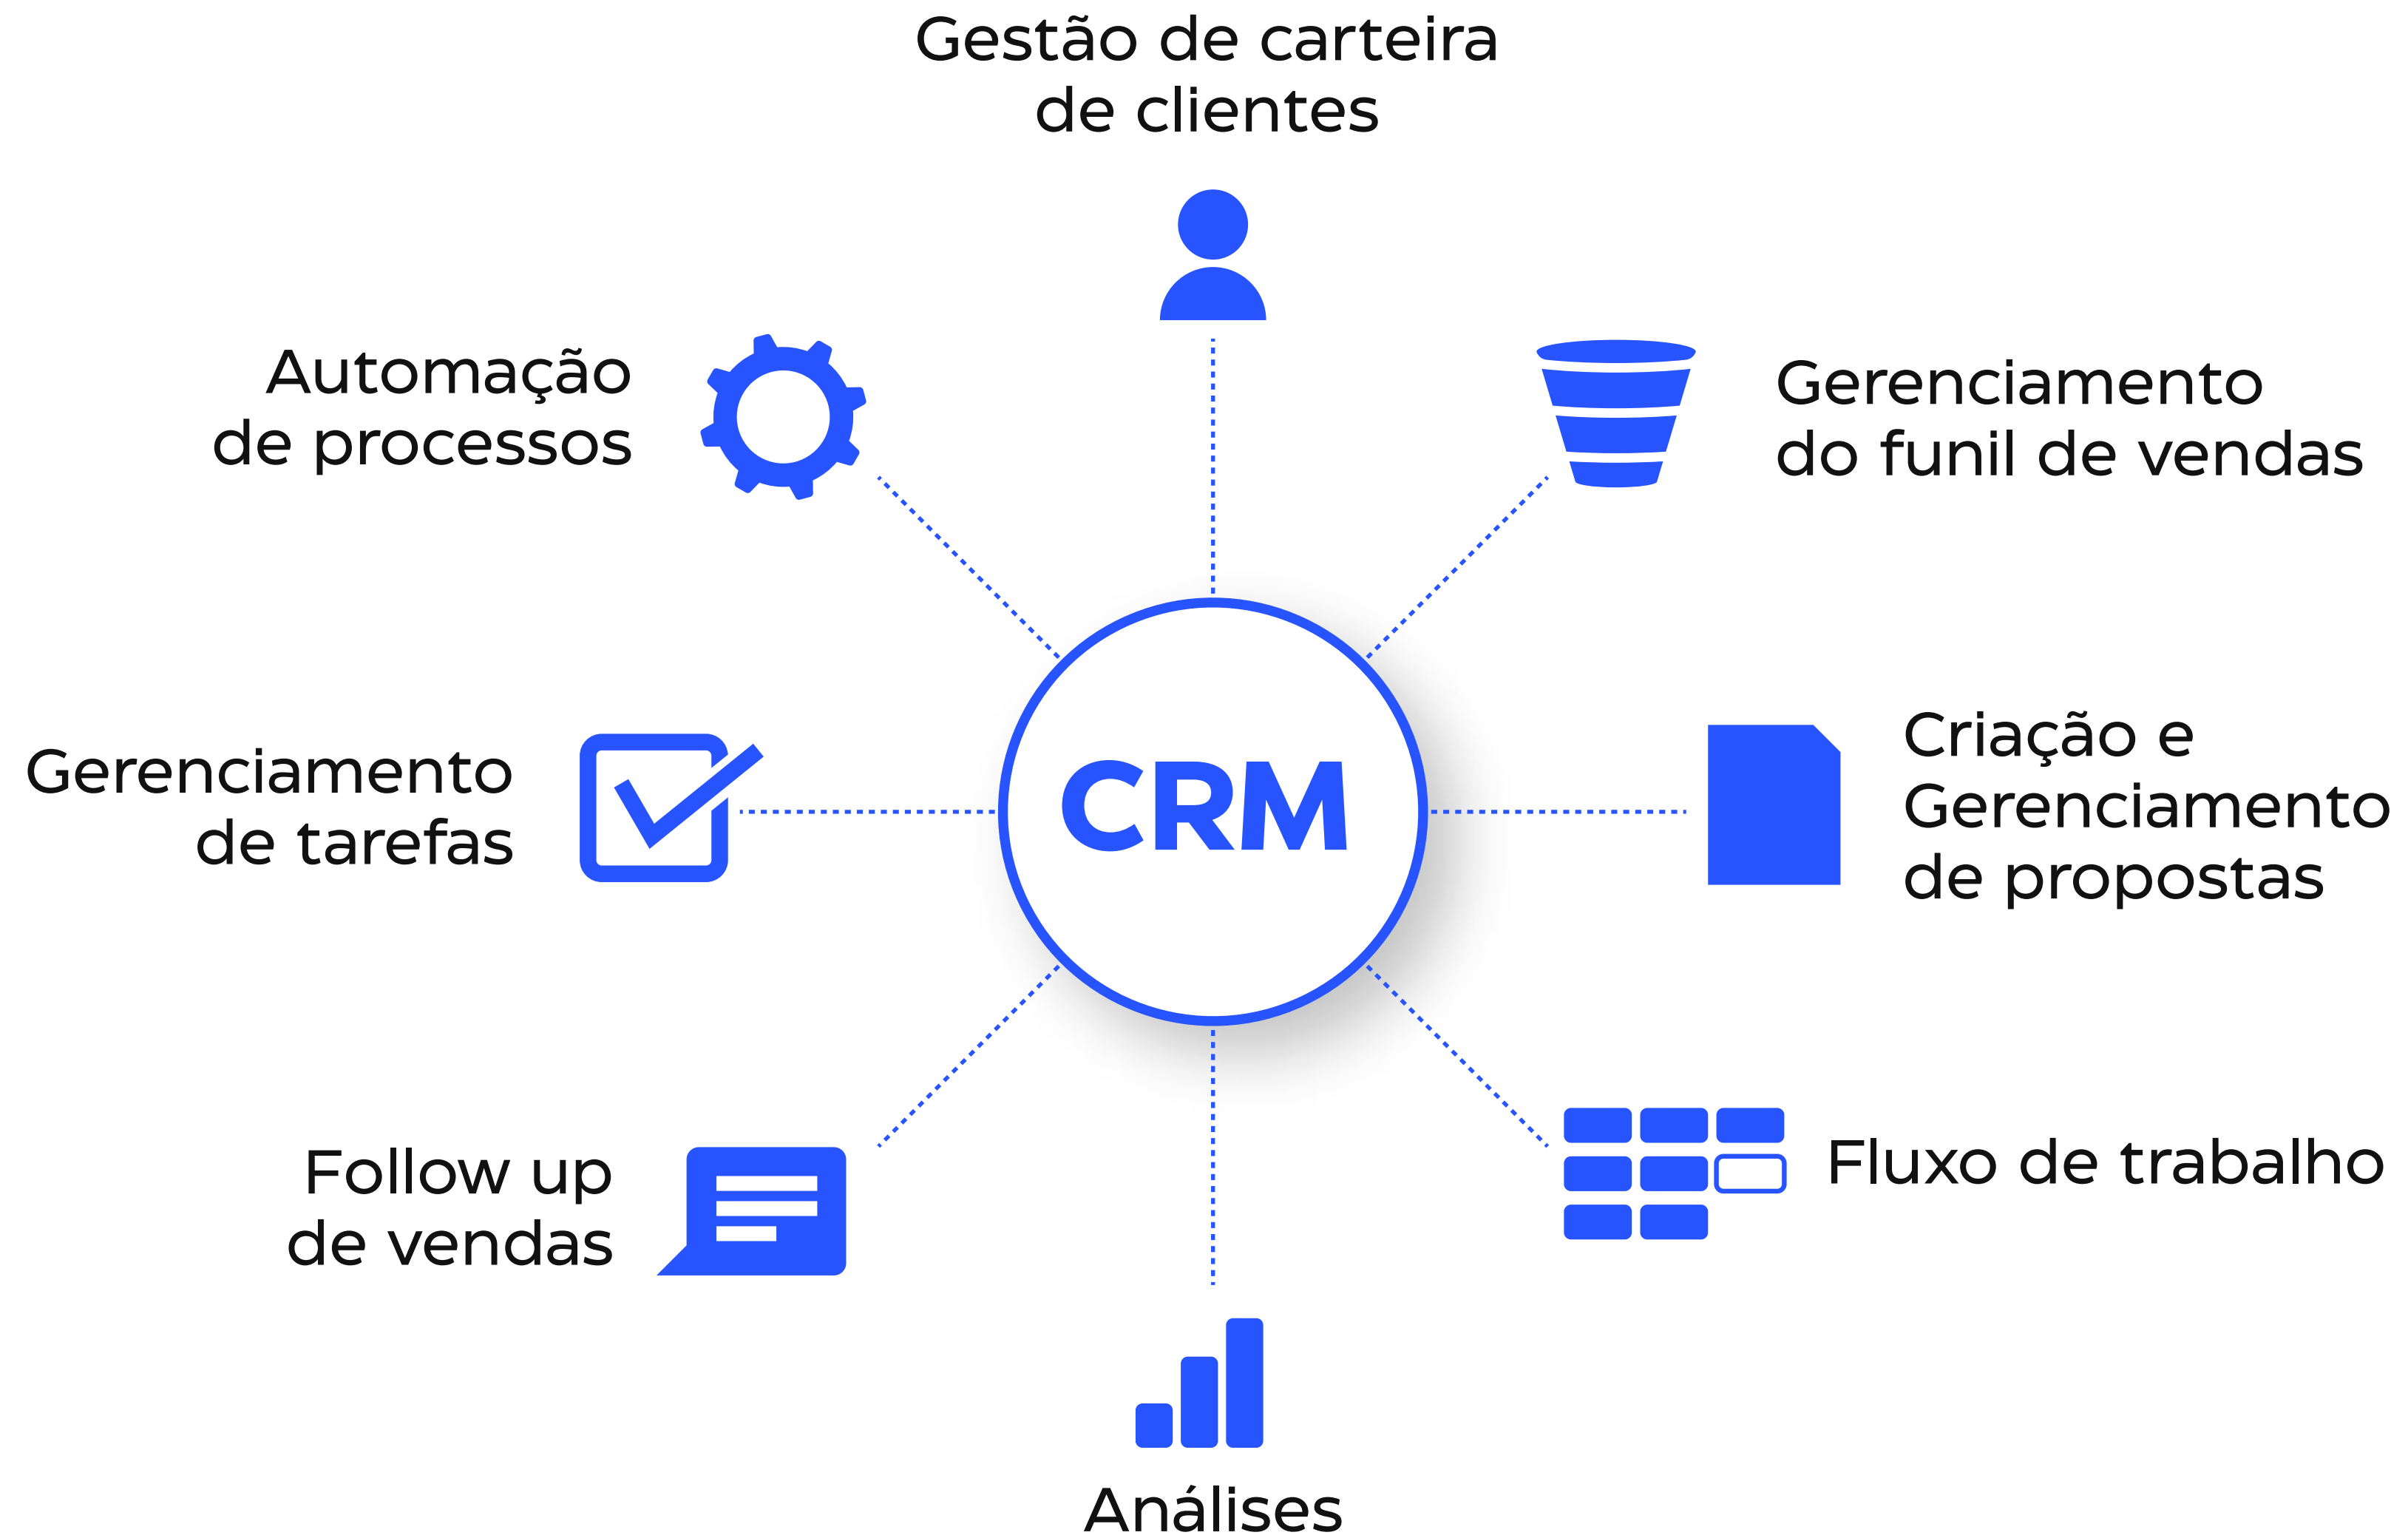 Gestão de carteira
de clientes
Automação
de processos
Gerenciamento
do funil de vendas
Gerenciamento
de tarefas
CRM
Criação e
Gerenciamento
de propostas
Follow up
de vendas
Fluxo de trabalho
Análises